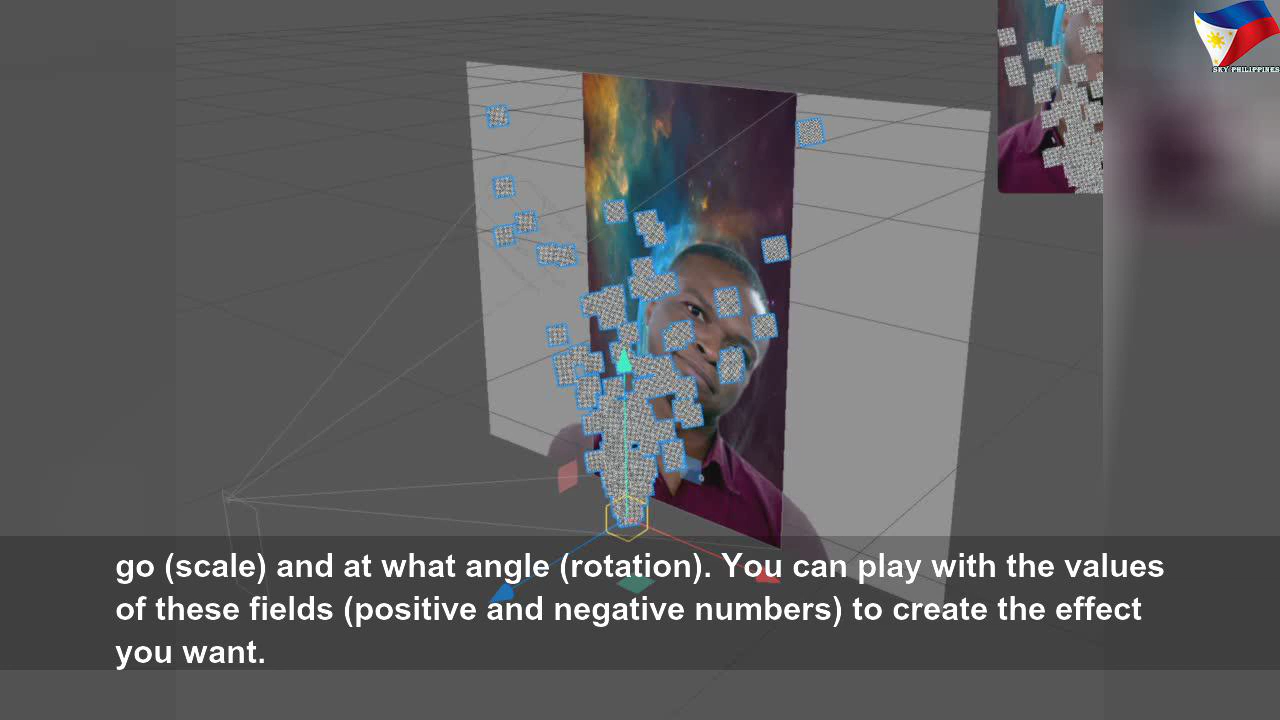 SKY PHILIPPINES
go (scale) and at what angle (rotation). You can play with the values
of these fields (positive and negative numbers) to create the effect
you want.